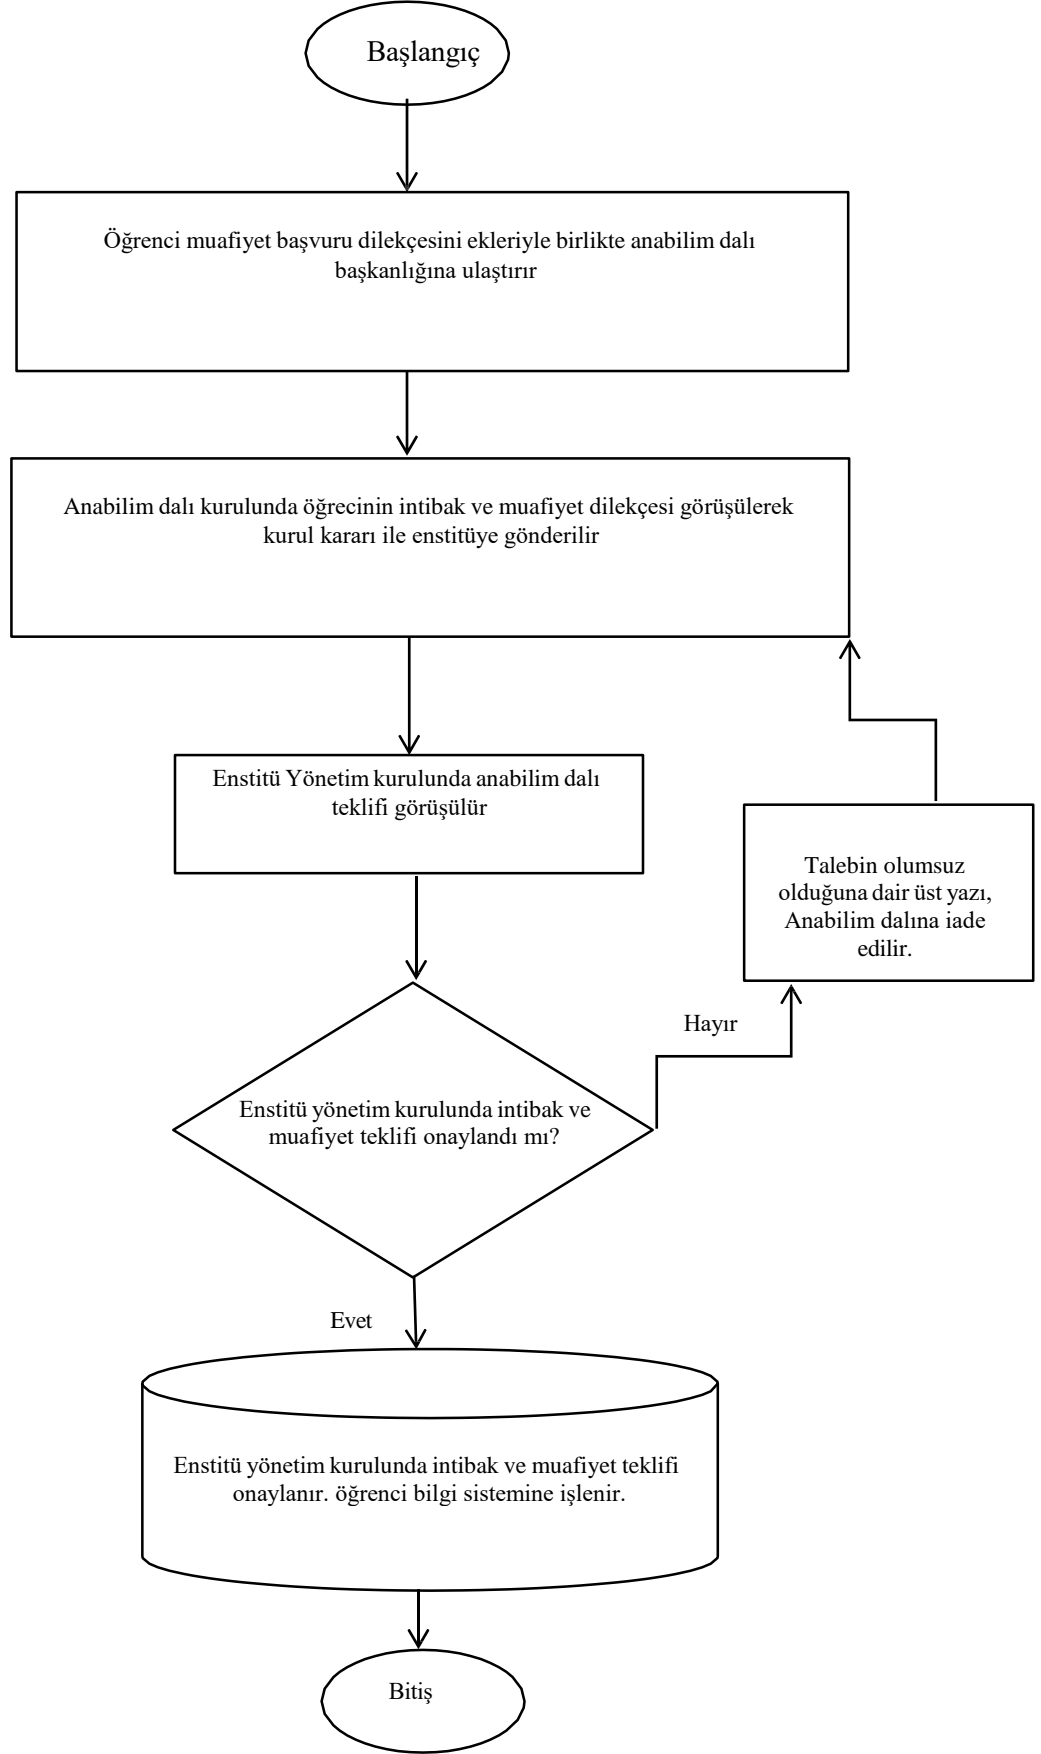 Başlangıç
Öğrenci muafiyet başvuru dilekçesini ekleriyle birlikte anabilim dalı
başkanlığına ulaştırır
Anabilim dalı kurulunda öğrecinin intibak ve muafiyet dilekçesi görüşülerek
kurul kararı ile enstitüye gönderilir
Enstitü Yönetim kurulunda anabilim dalı
teklifi görüşülür
Talebin olumsuz
olduğuna dair üst yazı,
Anabilim dalına iade
edilir.
Hayır
Enstitü yönetim kurulunda intibak ve
muafiyet teklifi onaylandı mı?
Evet
Enstitü yönetim kurulunda intibak ve muafiyet teklifi
onaylanır. öğrenci bilgi sistemine işlenir.
Bitiş